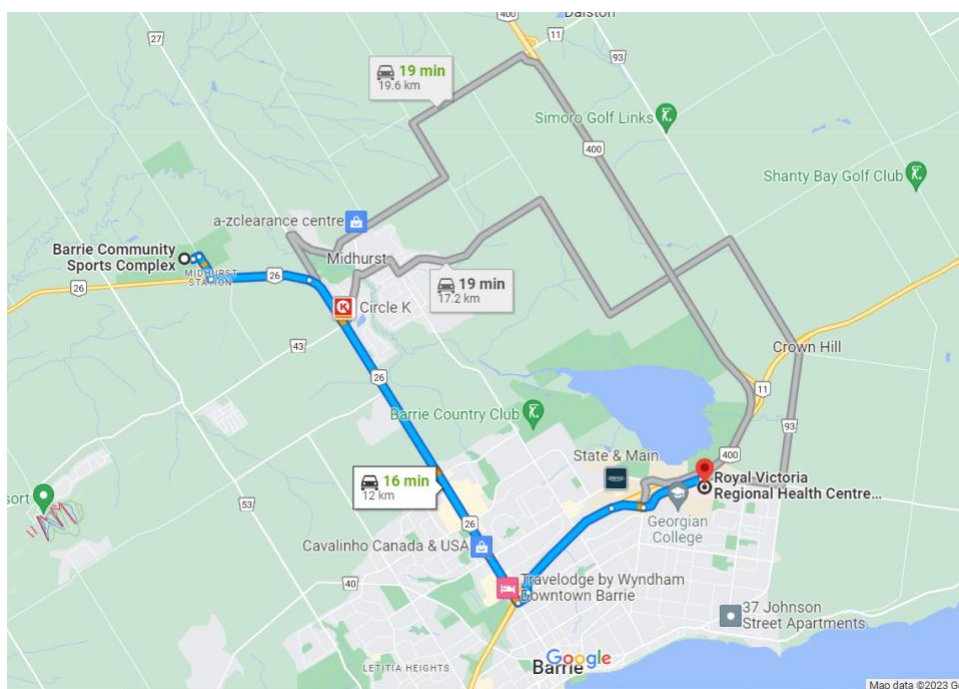 400
Dalston
11
27
93
19 min
19.6 km
Simoro Golf Links
400
Shanty Bay Golf Club
a-zclearance centre
Barrie Community
Sports Complex
Midhurst
MIDHURST
STATION
26
26
19 min
17.2 km
Circle K
43
Crown Hill
26
11
Barrie Country Club
93
State & Main
400
16 min
12 km
Royal Victoria
Regional Health Centre...
sort
53
26
Georgian
College
Cavalinho Canada & USA
40
Travelodge by Wyndham
Downtown Barrie
37 Johnson
Street Apartments
LETITIA HEIGHTS
Barrie
Google
Map data ©2023 G